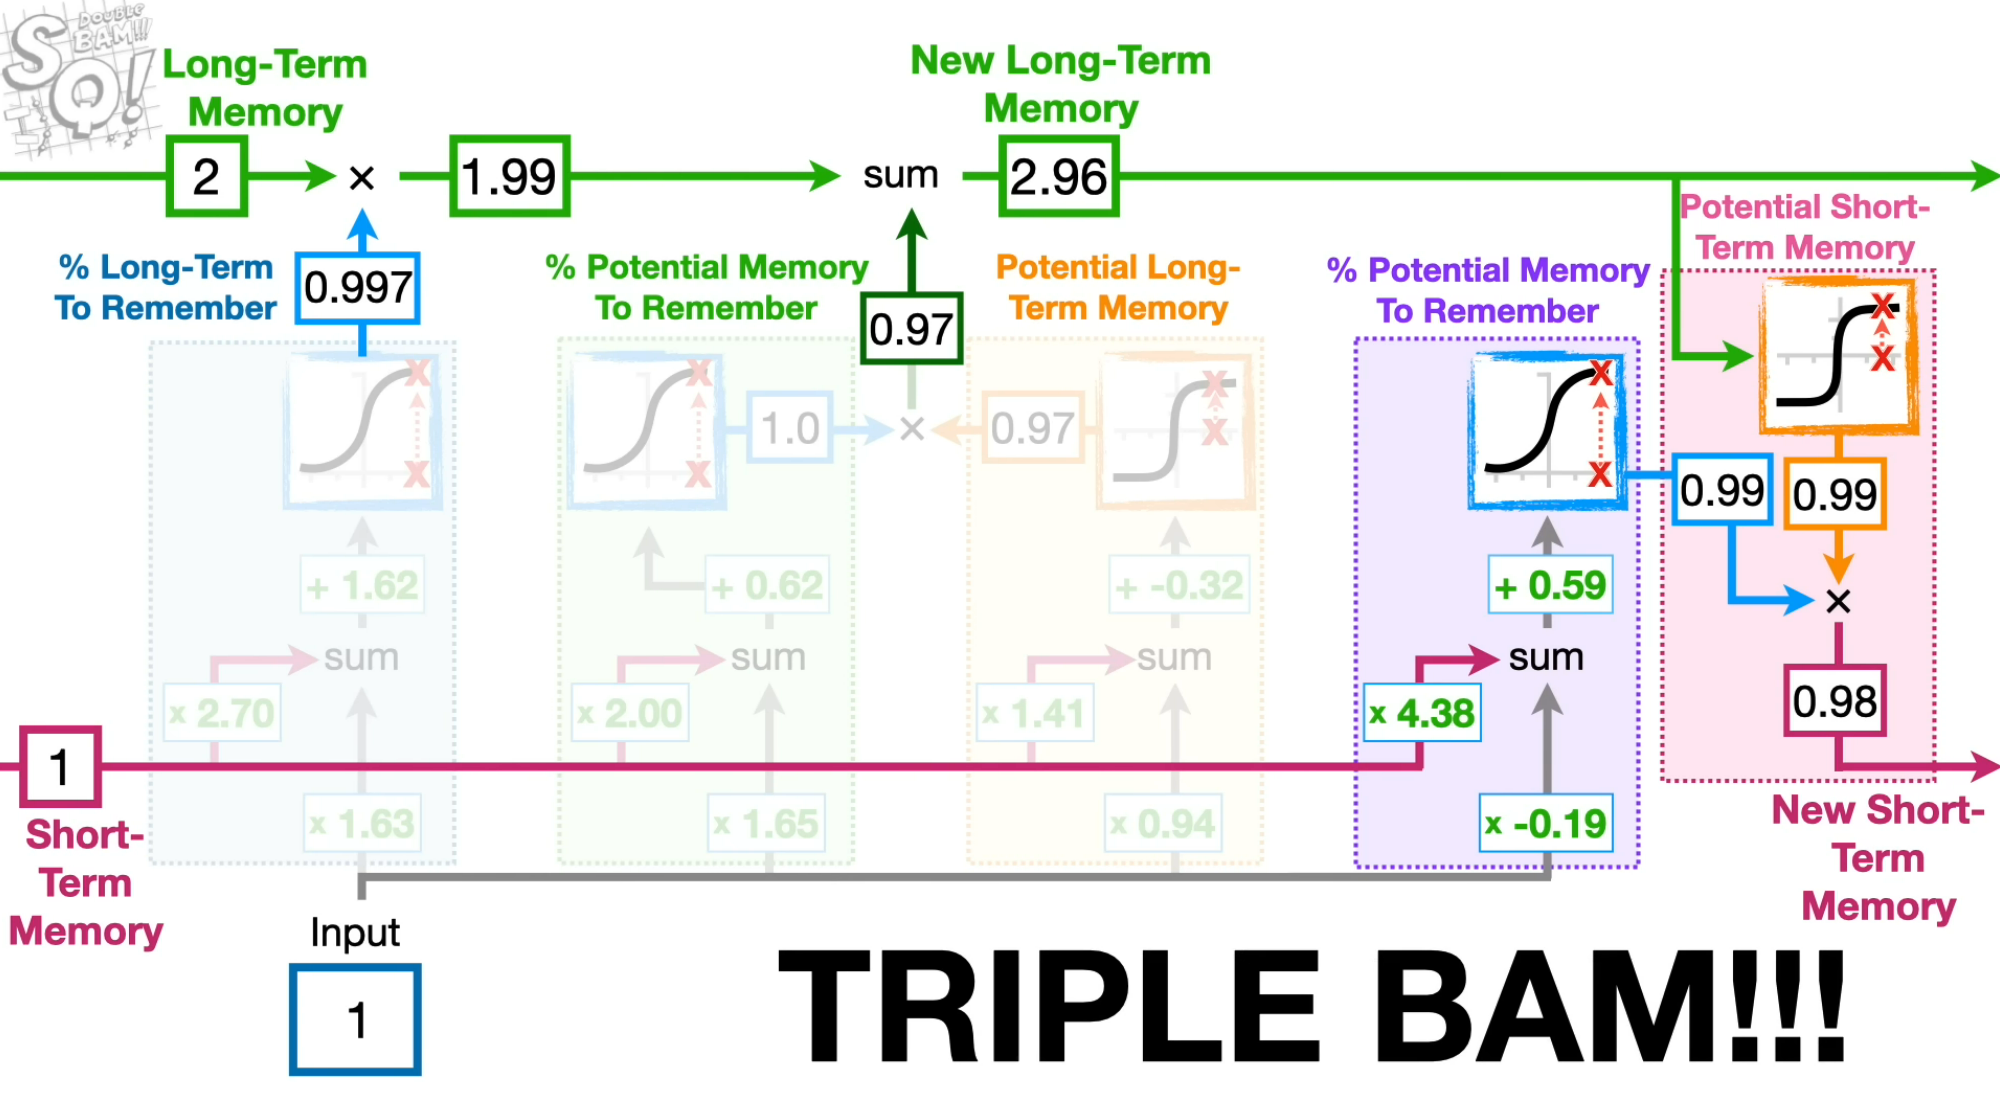 SQ!
DOUBLE
BAM!!!
Long-Term
Memory
New Long-Term
Memory
2
×
1.99
sum
2.96
Potential Short-
Term Memory
% Long-Term
To Remember
0.997
% Potential Memory
To Remember
0.97
Potential Long-
Term Memory
% Potential Memory
To Remember
1.0
×
0.97
0.99
0.99
+ 1.62
+ 0.62
+ -0.32
+ 0.59
×
sum
sum
sum
sum
x 2.70
x 2.00
x 1.41
x 4.38
0.98
1
x 1.63
x 1.65
x 0.94
x -0.19
Short-
Term
Memory
New Short-
Term
Memory
Input
1
TRIPLE BAM!!!